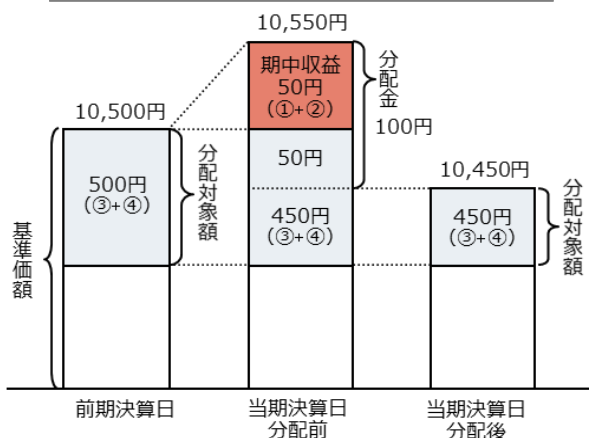 10,550円
期中収益
50円
(①+②)
分配金
100円
10,500円
500円
(③+④)
分配対象額
50円
450円
(③+④)
10,450円
450円
(③+④)
分配対象額
基準価額
前期決算日
当期決算日
分配前
当期決算日
分配後